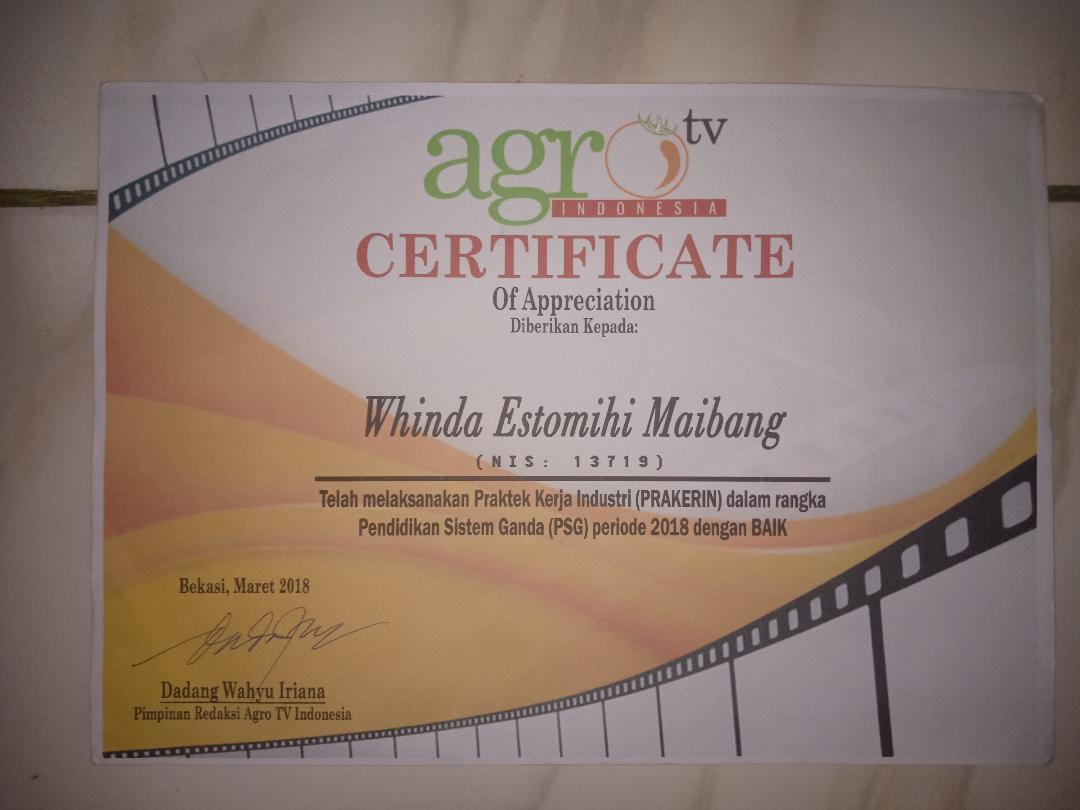 agro tv
INDONESIA
CERTIFICATE
Of Appreciation
Diberikan Kepada:
Whinda Estomihi Maibang
(NIS: 13719)
Telah melaksanakan Praktek Kerja Industri (PRAKERIN) dalam rangka
Pendidikan Sistem Ganda (PSG) periode 2018 dengan BAIK
Bekasi, Maret 2018
Dadang Wahyu Iriana
Pimpinan Redaksi Agro TV Indonesia